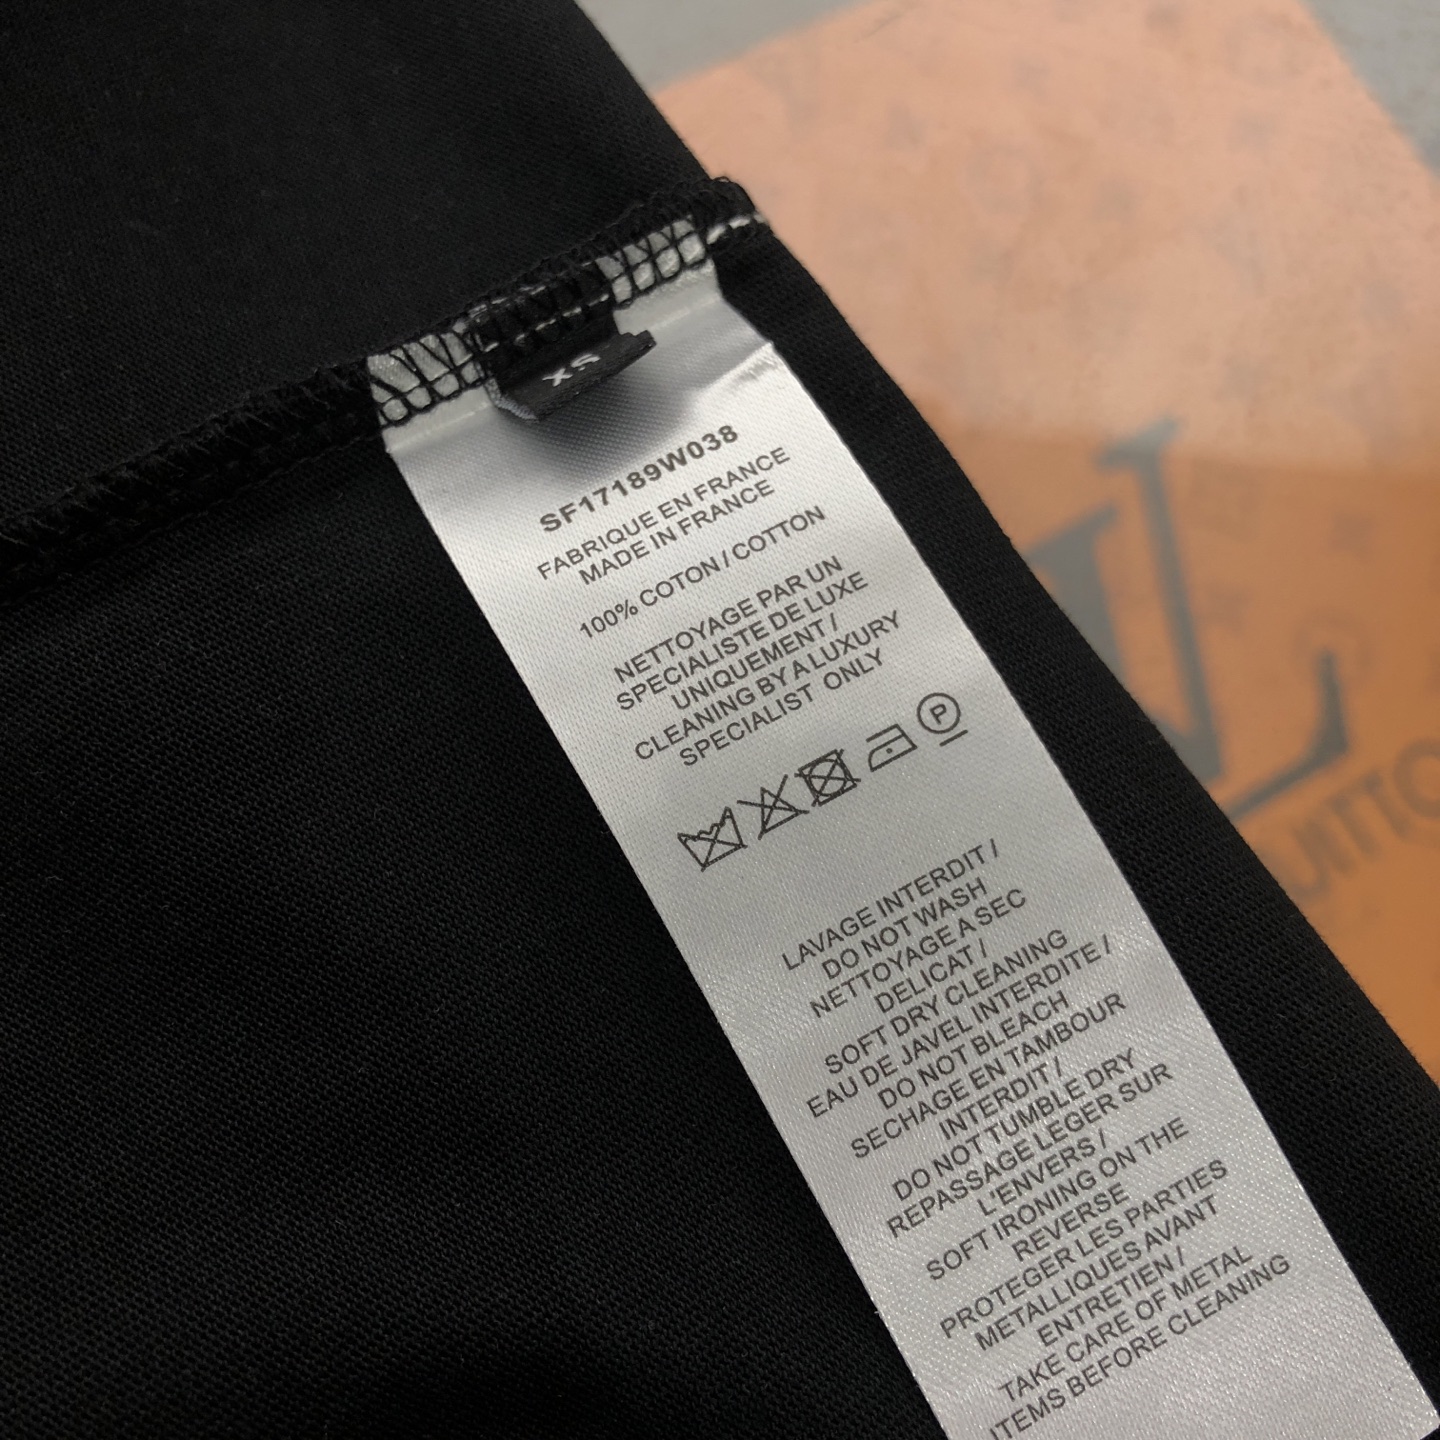 XS
SF17189W038
FABRIQUE EN FRANCE
MADE IN FRANCE
100% COTON / COTTON
NETTOYAGE PAR UN
SPECIALISTE DE LUXE
UNIQUEMENT /
CLEANING BY A LUXURY
SPECIALIST ONLY
P
LAVAGE INTERDIT /
DO NOT WASH
NETTOYAGE A SEC
DELICAT /
SOFT DRY CLEANING
EAU DE JAVEL INTERDITE /
DO NOT BLEACH
SECHAGE EN TAMBOUR
INTERDIT /
DO NOT TUMBLE DRY
REPASSAGE LEGER SUR
L'ENVERS /
SOFT IRONING ON THE
REVERSE
PROTEGER LES PARTIES
METALLIQUES AVANT
ENTRETIEN /
TAKE CARE OF METAL
ITEMS BEFORE CLEANING
LV